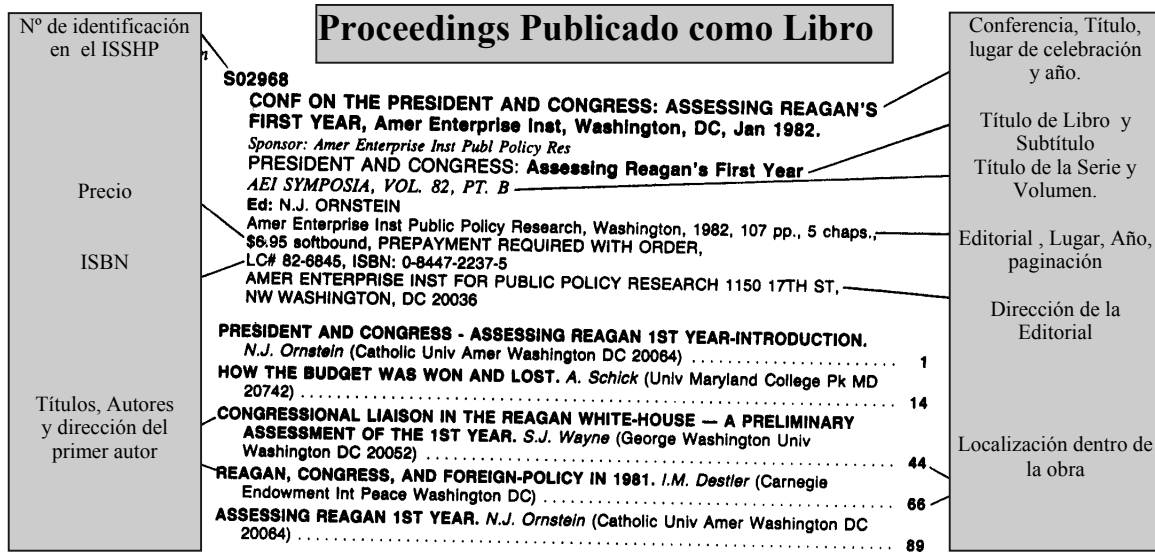 Proceedings Publicado como Libro
Nº de identificación
en el ISSHP
Precio
ISBN
Títulos, Autores
y dirección del
primer autor
S02968
CONF ON THE PRESIDENT AND CONGRESS: ASSESSING REAGAN'S
FIRST YEAR, Amer Enterprise Inst, Washington, DC, Jan 1982.
Sponsor: Amer Enterprise Inst Publ Policy Res
PRESIDENT AND CONGRESS: Assessing Reagan's First Year
AEI SYMPOSIA, VOL. 82, PT. B
Ed: N.J. ORNSTEIN
Amer Enterprise Inst Public Policy Research, Washington, 1982, 107 pp., 5 chaps.,
$6.95 softbound, PREPAYMENT REQUIRED WITH ORDER,
LC# 82-6845, ISBN: 0-8447-2237-5
AMER ENTERPRISE INST FOR PUBLIC POLICY RESEARCH 1150 17TH ST,
NW WASHINGTON, DC 20036
PRESIDENT AND CONGRESS - ASSESSING REAGAN 1ST YEAR-INTRODUCTION.
N.J. Ornstein (Catholic Univ Amer Washington DC 20064) ........ 1
HOW THE BUDGET WAS WON AND LOST. A. Schick (Univ Maryland College Pk MD
20742) ........ 14
CONGRESSIONAL LIAISON IN THE REAGAN WHITE-HOUSE — A PRELIMINARY
ASSESSMENT OF THE 1ST YEAR. S.J. Wayne (George Washington Univ
Washington DC 20052) ........ 44
REAGAN, CONGRESS, AND FOREIGN-POLICY IN 1981. I.M. Destler (Carnegie
Endowment Int Peace Washington DC) ........ 66
ASSESSING REAGAN 1ST YEAR. N.J. Ornstein (Catholic Univ Amer Washington DC
20064) ........ 89
Conferencia, Título,
lugar de celebración
y año.
Título de Libro y
Subtítulo
Título de la Serie y
Volumen.
Editorial , Lugar, Año,
paginación
Dirección de la
Editorial
Localización dentro de
la obra